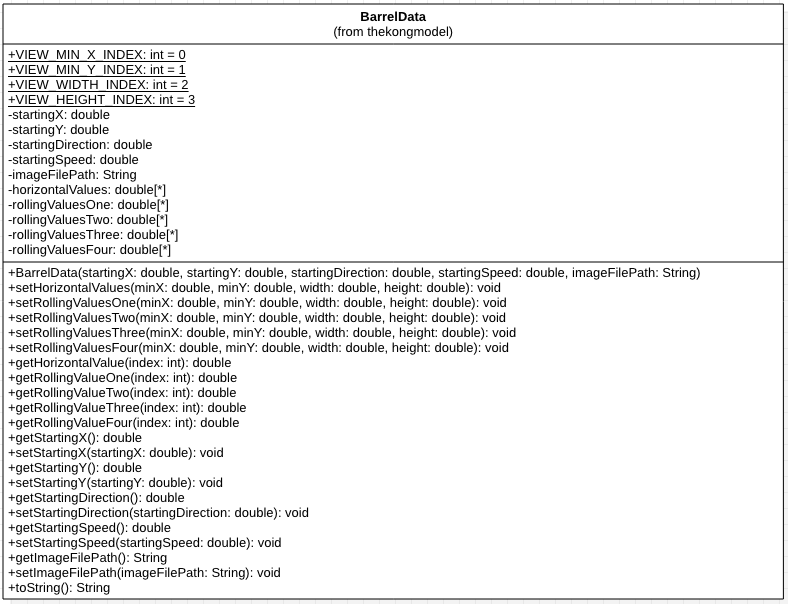 BarrelData
(from thekongmodel)
+VIEW_MIN_X_INDEX: int = 0
+VIEW_MIN_Y_INDEX: int = 1
+VIEW_WIDTH_INDEX: int = 2
+VIEW_HEIGHT_INDEX: int = 3
-startingX: double
-startingY: double
-startingDirection: double
-startingSpeed: double
-imageFilePath: String
-horizontalValues: double[*]
-rollingValuesOne: double[*]
-rollingValuesTwo: double[*]
-rollingValuesThree: double[*]
-rollingValuesFour: double[*]
+BarrelData(startingX: double, startingY: double, startingDirection: double, startingSpeed: double, imageFilePath: String)
+setHorizontalValues(minX: double, minY: double, width: double, height: double): void
+setRollingValuesOne(minX: double, minY: double, width: double, height: double): void
+setRollingValuesTwo(minX: double, minY: double, width: double, height: double): void
+setRollingValuesThree(minX: double, minY: double, width: double, height: double): void
+setRollingValuesFour(minX: double, minY: double, width: double, height: double): void
+getHorizontalValue(index: int): double
+getRollingValueOne(index: int): double
+getRollingValueTwo(index: int): double
+getRollingValueThree(index: int): double
+getRollingValueFour(index: int): double
+getStartingX(): double
+setStartingX(startingX: double): void
+getStartingY(): double
+setStartingY(startingY: double): void
+getStartingDirection(): double
+setStartingDirection(startingDirection: double): void
+getStartingSpeed(): double
+setStartingSpeed(startingSpeed: double): void
+getImageFilePath(): String
+setImageFilePath(imageFilePath: String): void
+toString(): String